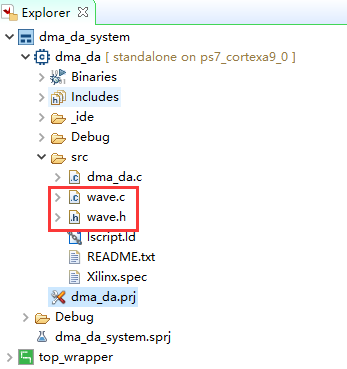 Explorer
dma_da_system
dma_da [ standalone on ps7_cortexa9_0 ]
Binaries
Includes
_ide
Debug
src
dma_da.c
wave.c
wave.h
lscript.ld
README.txt
Xilinx.spec
dma_da.prj
Debug
dma_da_system.sprj
top_wrapper